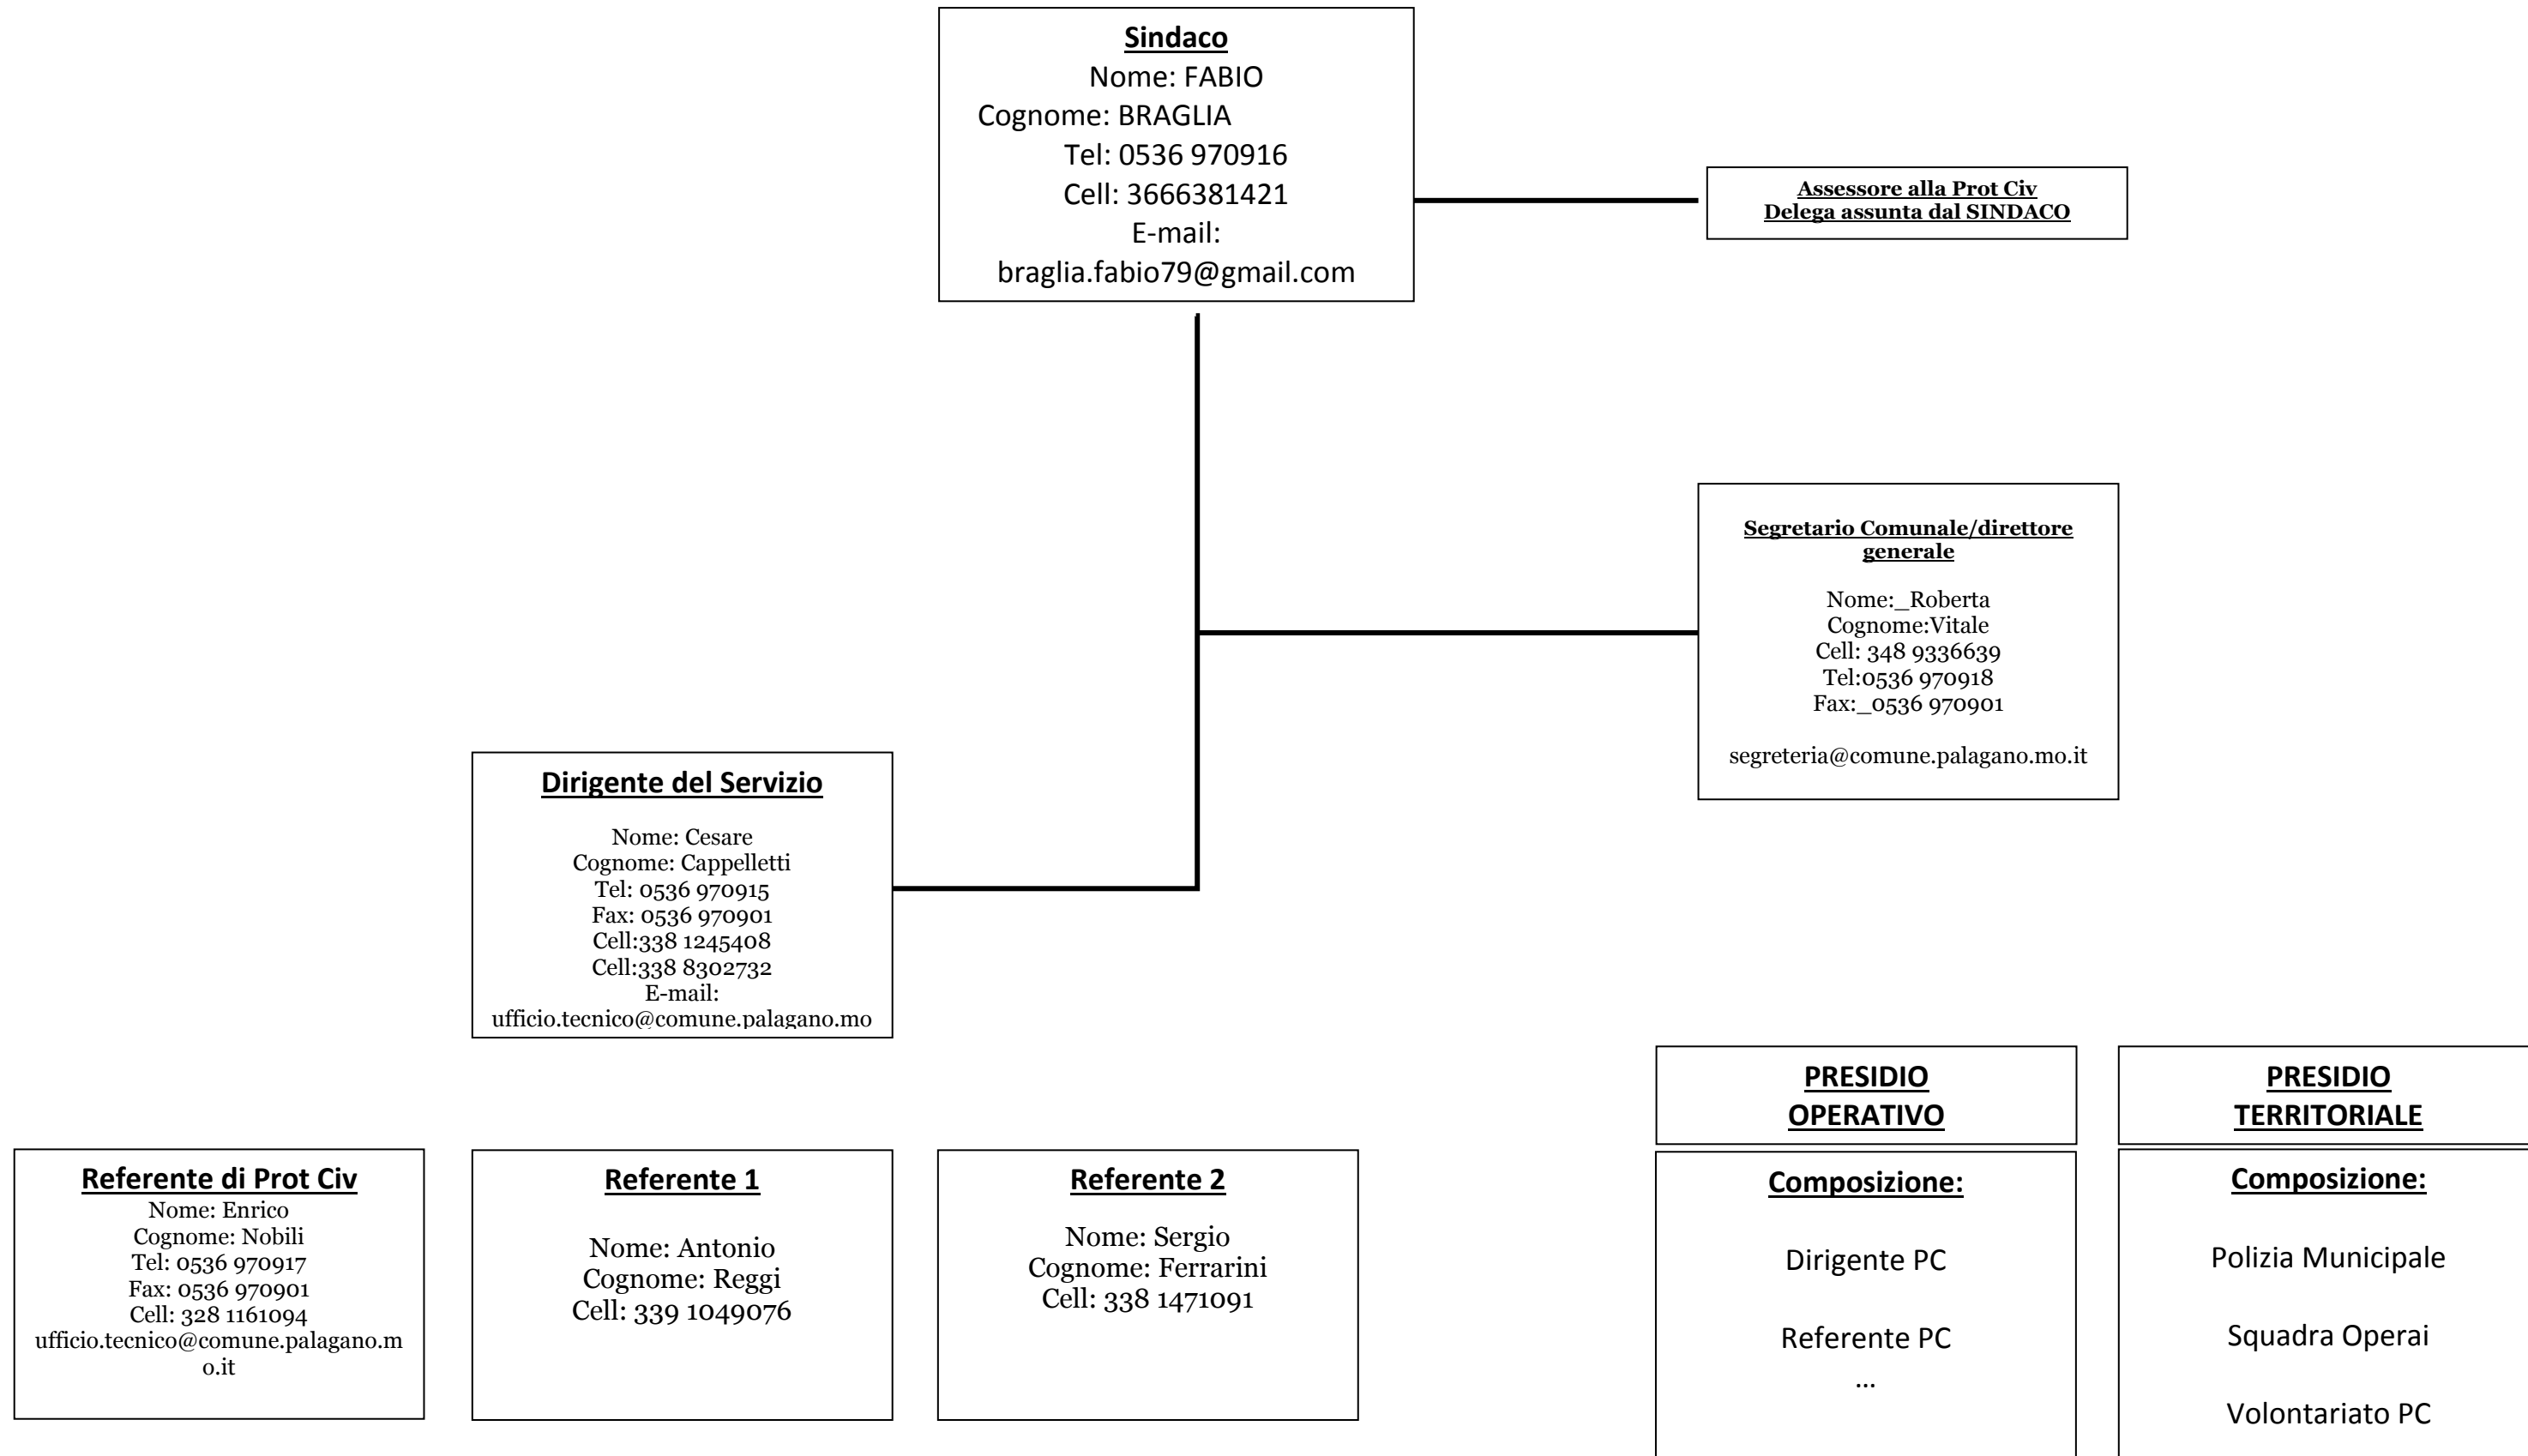 Sindaco
Nome: FABIO
Cognome: BRAGLIA
Tel: 0536 970916
Cell: 3666381421
E-mail:
braglia.fabio79@gmail.com
Assessore alla Prot Civ
Delega assunta dal SINDACO
Segretario Comunale/direttore
generale
Nome:_Roberta
Cognome:Vitale
Cell: 348 9336639
Tel:0536 970918
Fax:_0536 970901
segreteria@comune.palagano.mo.it
Dirigente del Servizio
Nome: Cesare
Cognome: Cappelletti
Tel: 0536 970915
Fax: 0536 970901
Cell:338 1245408
Cell:338 8302732
E-mail:
ufficio.tecnico@comune.palagano.mo
Referente di Prot Civ
Nome: Enrico
Cognome: Nobili
Tel: 0536 970917
Fax: 0536 970901
Cell: 328 1161094
ufficio.tecnico@comune.palagano.m
o.it
Referente 1
Nome: Antonio
Cognome: Reggi
Cell: 339 1049076
Referente 2
Nome: Sergio
Cognome: Ferrarini
Cell: 338 1471091
PRESIDIO
OPERATIVO
Composizione:
Dirigente PC
Referente PC
...
PRESIDIO
TERRITORIALE
Composizione:
Polizia Municipale
Squadra Operai
Volontariato PC